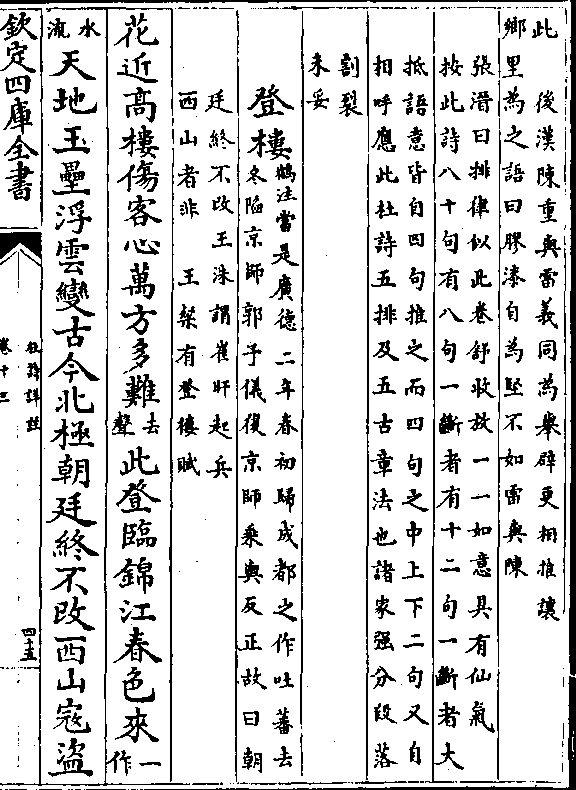 此 後漢陳重與雷義同為舉辟更相推讓
鄉里為之語曰膠漆自為堅不如雷與陳
張溍曰排律似此卷舒收放一一如意具有仙氣
按此詩八十句有八句一斷者有十二句一斷者大
抵語意皆自四句推之而四句之中上下二句又自
相呼應此杜詩五排及五古章法也諸家强分段落
割裂
未妥
登樓 鶴注當是廣德二年春初歸成都之作吐蕃去
冬陷京師郭子儀復京師乘輿反正故曰朝
廷終不改王洙謂崔旰起兵
西山者非 王粲有登樓賦
花近高樓傷客心萬方多難去聲此登臨錦江春色來一作
水流天地玉壘浮雲變古今北極朝廷終不改西山寇盜
欽定四庫全書
杜詩詳註
卷十三
四十五